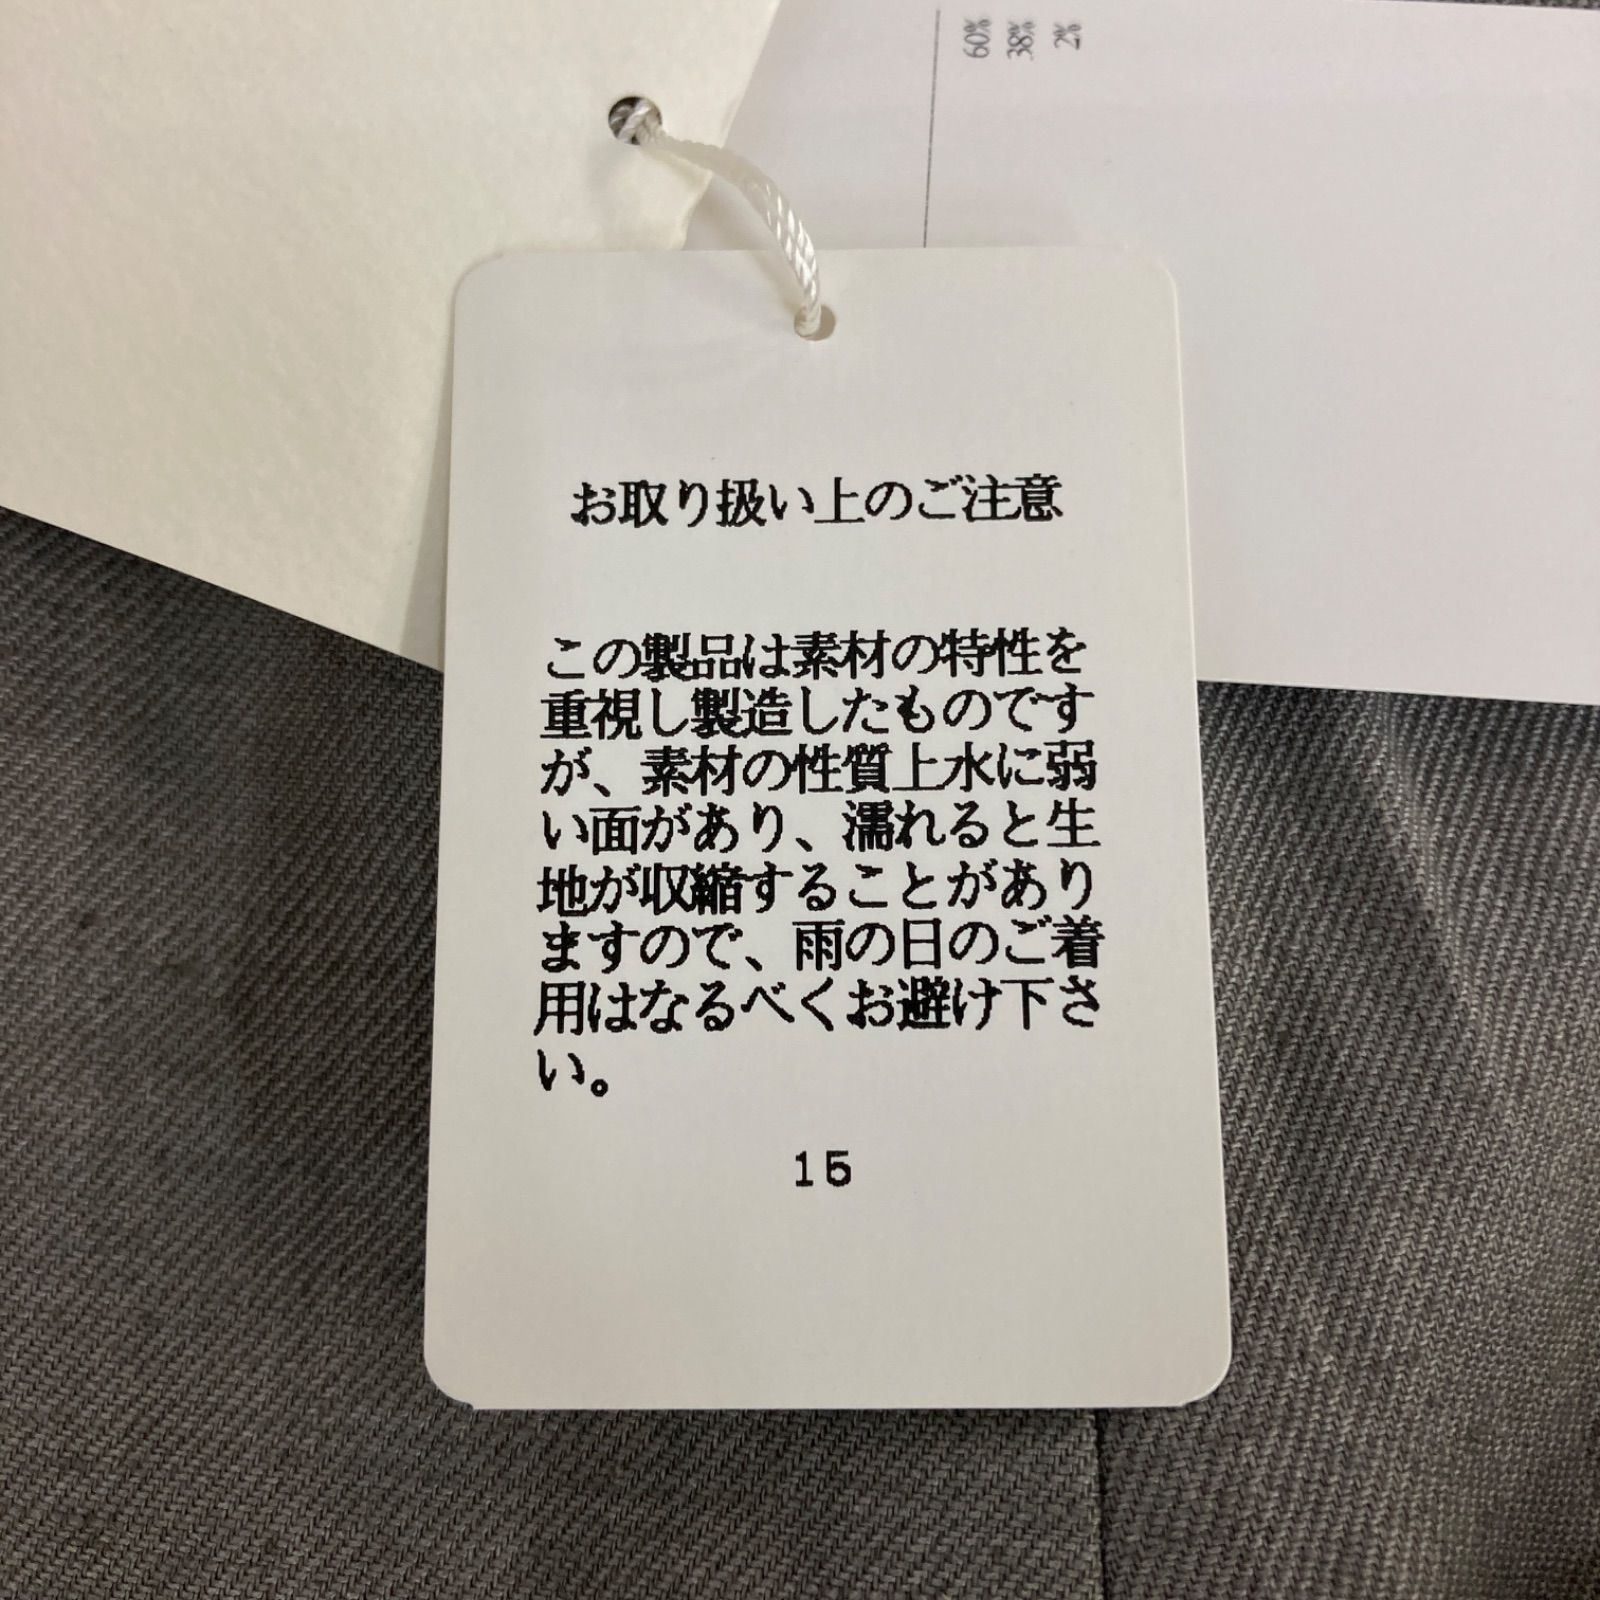 60%
38%
2%
お取り扱い上のご注意
この製品は素材の特性を
重視し製造したものです
が、素材の性質上水に弱
い面があり、濡れると生
地が収縮することがあり
ますので、雨の日のご着
用はなるべくお避け下さ
い。
15